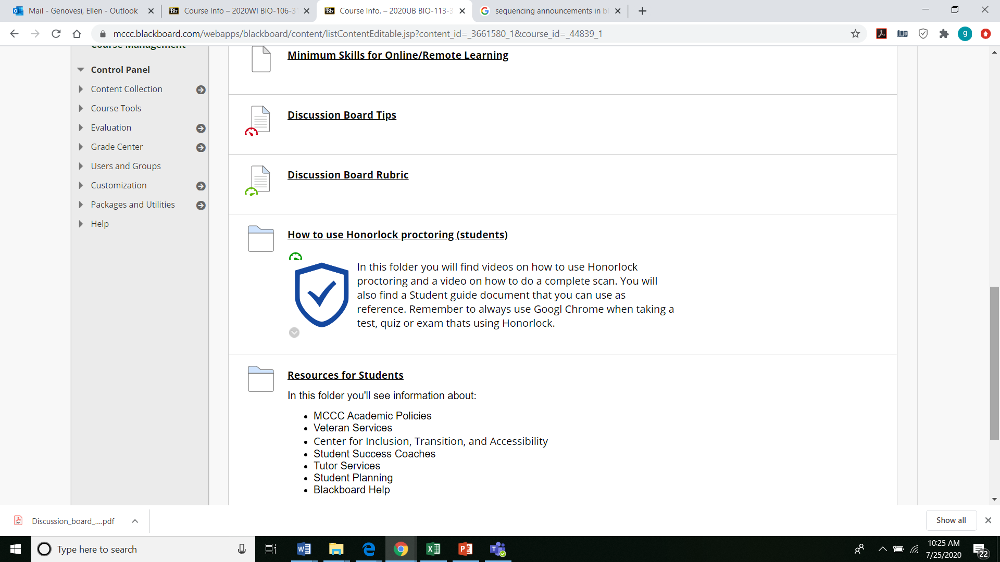 Mail - Genovesi, Ellen - Outlook
Course Info – 2020WI BIO-106-3
Course Info. – 2020UB BIO-113-3
sequencing announcements in bl
mccc.blackboard.com/webapps/blackboard/content/listContentEditable.jsp?content_id=_3661580_1&course_id=_44839_1
g
Course Management
Control Panel
Content Collection
Course Tools
Evaluation
Grade Center
Users and Groups
Customization
Packages and Utilities
Help
Minimum Skills for Online/Remote Learning
Discussion Board Tips
Discussion Board Rubric
How to use Honorlock proctoring (students)
In this folder you will find videos on how to use Honorlock
proctoring and a video on how to do a complete scan. You will
also find a Student guide document that you can use as
reference. Remember to always use Googl Chrome when taking a
test, quiz or exam thats using Honorlock.
Resources for Students
In this folder you'll see information about:
MCCC Academic Policies
Veteran Services
Center for Inclusion, Transition, and Accessibility
Student Success Coaches
Tutor Services
Student Planning
Blackboard Help
Discussion_board_....pdf
Show all
Type here to search
10:25 AM
7/25/2020
22